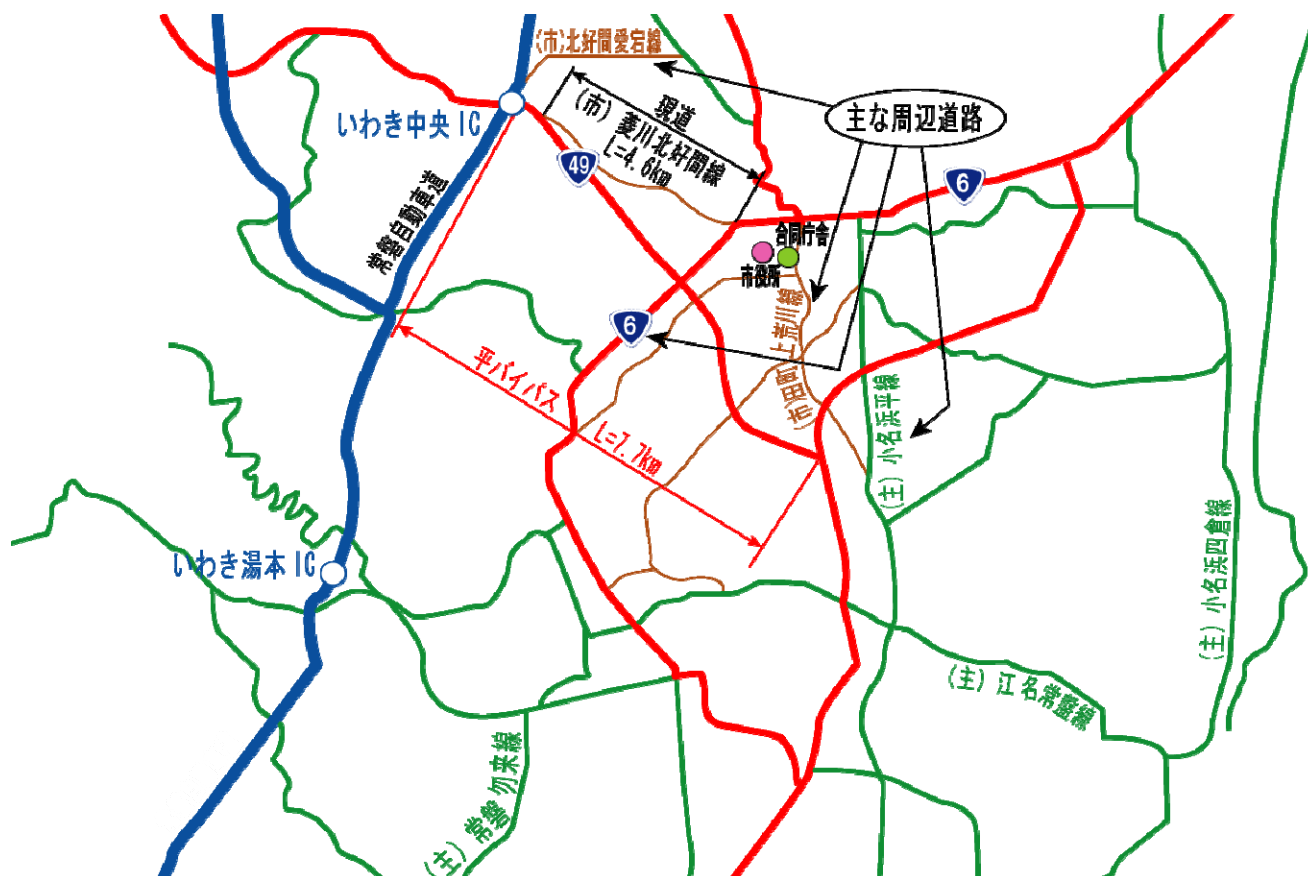 (市)北好間愛宕線
現道
(市)菱川北好間線
L=4.6km
主な周辺道路
いわき中央IC
49
6
常磐自動車道
合同庁舎
市役所
6
(市)田町上荒川線
平バイパス
L=7.7km
(主)小名浜平線
いわき湯本IC
(主)小名浜四倉線
(主)江名常磐線
(主)常磐勿来線